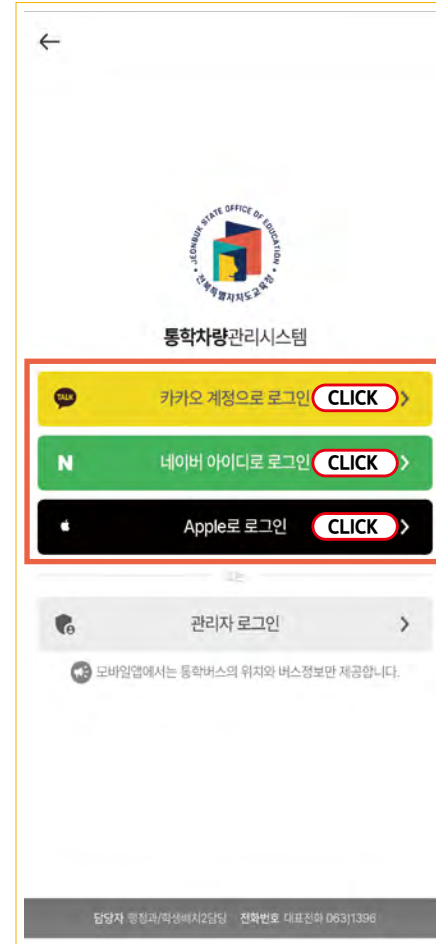 JEONBUK STATE OFFICE OF EDUCATION
전북특별자치도교육청
통학차량관리시스템
TALK 카카오 계정으로 로그인 CLICK >
N 네이버 아이디로 로그인 CLICK >
Apple로 로그인 CLICK >
또는
관리자 로그인 >
모바일앱에서는 통학버스의 위치와 버스정보만 제공합니다.
담당자 행정과/학생배치2담당 전화번호 대표전화 063)1396